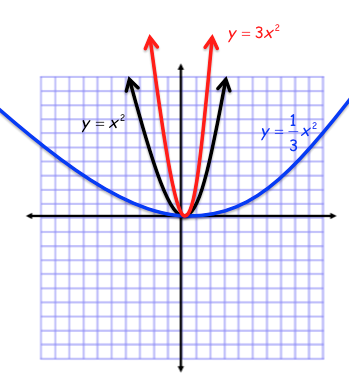 y = 3x²
y = x²
y = 1/3 x²